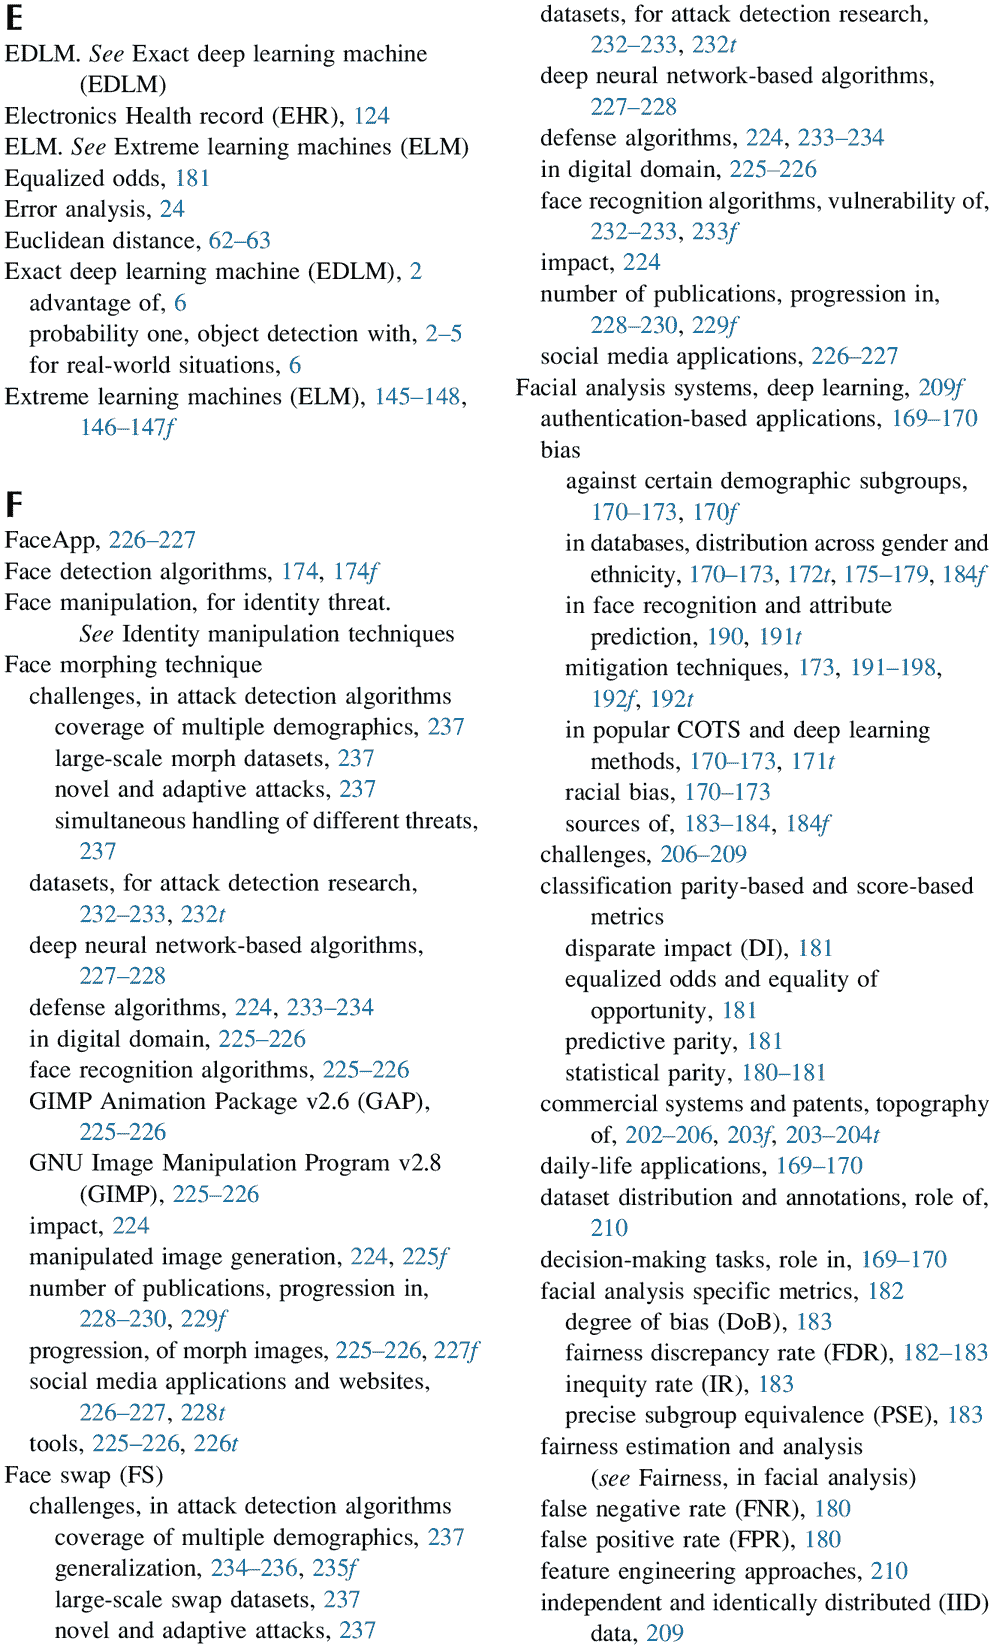 E
EDLM. See Exact deep learning machine
(EDLM)
Electronics Health record (EHR), 124
ELM. See Extreme learning machines (ELM)
Equalized odds, 181
Error analysis, 24
Euclidean distance, 62–63
Exact deep learning machine (EDLM), 2
advantage of, 6
probability one, object detection with, 2–5
for real-world situations, 6
Extreme learning machines (ELM), 145–148,
146–147f
F
FaceApp, 226–227
Face detection algorithms, 174, 174f
Face manipulation, for identity threat.
See Identity manipulation techniques
Face morphing technique
challenges, in attack detection algorithms
coverage of multiple demographics, 237
large-scale morph datasets, 237
novel and adaptive attacks, 237
simultaneous handling of different threats,
237
datasets, for attack detection research,
232–233, 232t
deep neural network-based algorithms,
227–228
defense algorithms, 224, 233–234
in digital domain, 225–226
face recognition algorithms, 225–226
GIMP Animation Package v2.6 (GAP),
225–226
GNU Image Manipulation Program v2.8
(GIMP), 225–226
impact, 224
manipulated image generation, 224, 225f
number of publications, progression in,
228–230, 229f
progression, of morph images, 225–226, 227f
social media applications and websites,
226–227, 228t
tools, 225–226, 226t
Face swap (FS)
challenges, in attack detection algorithms
coverage of multiple demographics, 237
generalization, 234–236, 235f
large-scale swap datasets, 237
novel and adaptive attacks, 237
datasets, for attack detection research,
232–233, 232t
deep neural network-based algorithms,
227–228
defense algorithms, 224, 233–234
in digital domain, 225–226
face recognition algorithms, vulnerability of,
232–233, 233f
impact, 224
number of publications, progression in,
228–230, 229f
social media applications, 226–227
Facial analysis systems, deep learning, 209f
authentication-based applications, 169–170
bias
against certain demographic subgroups,
170–173, 170f
in databases, distribution across gender and
ethnicity, 170–173, 172t, 175–179, 184f
in face recognition and attribute
prediction, 190, 191t
mitigation techniques, 173, 191–198,
192f, 192t
in popular COTS and deep learning
methods, 170–173, 171t
racial bias, 170–173
sources of, 183–184, 184f
challenges, 206–209
classification parity-based and score-based
metrics
disparate impact (DI), 181
equalized odds and equality of
opportunity, 181
predictive parity, 181
statistical parity, 180–181
commercial systems and patents, topography
of, 202–206, 203f, 203–204t
daily-life applications, 169–170
dataset distribution and annotations, role of,
210
decision-making tasks, role in, 169–170
facial analysis specific metrics, 182
degree of bias (DoB), 183
fairness discrepancy rate (FDR), 182–183
inequity rate (IR), 183
precise subgroup equivalence (PSE), 183
fairness estimation and analysis
(see Fairness, in facial analysis)
false negative rate (FNR), 180
false positive rate (FPR), 180
feature engineering approaches, 210
independent and identically distributed (IID)
data, 209